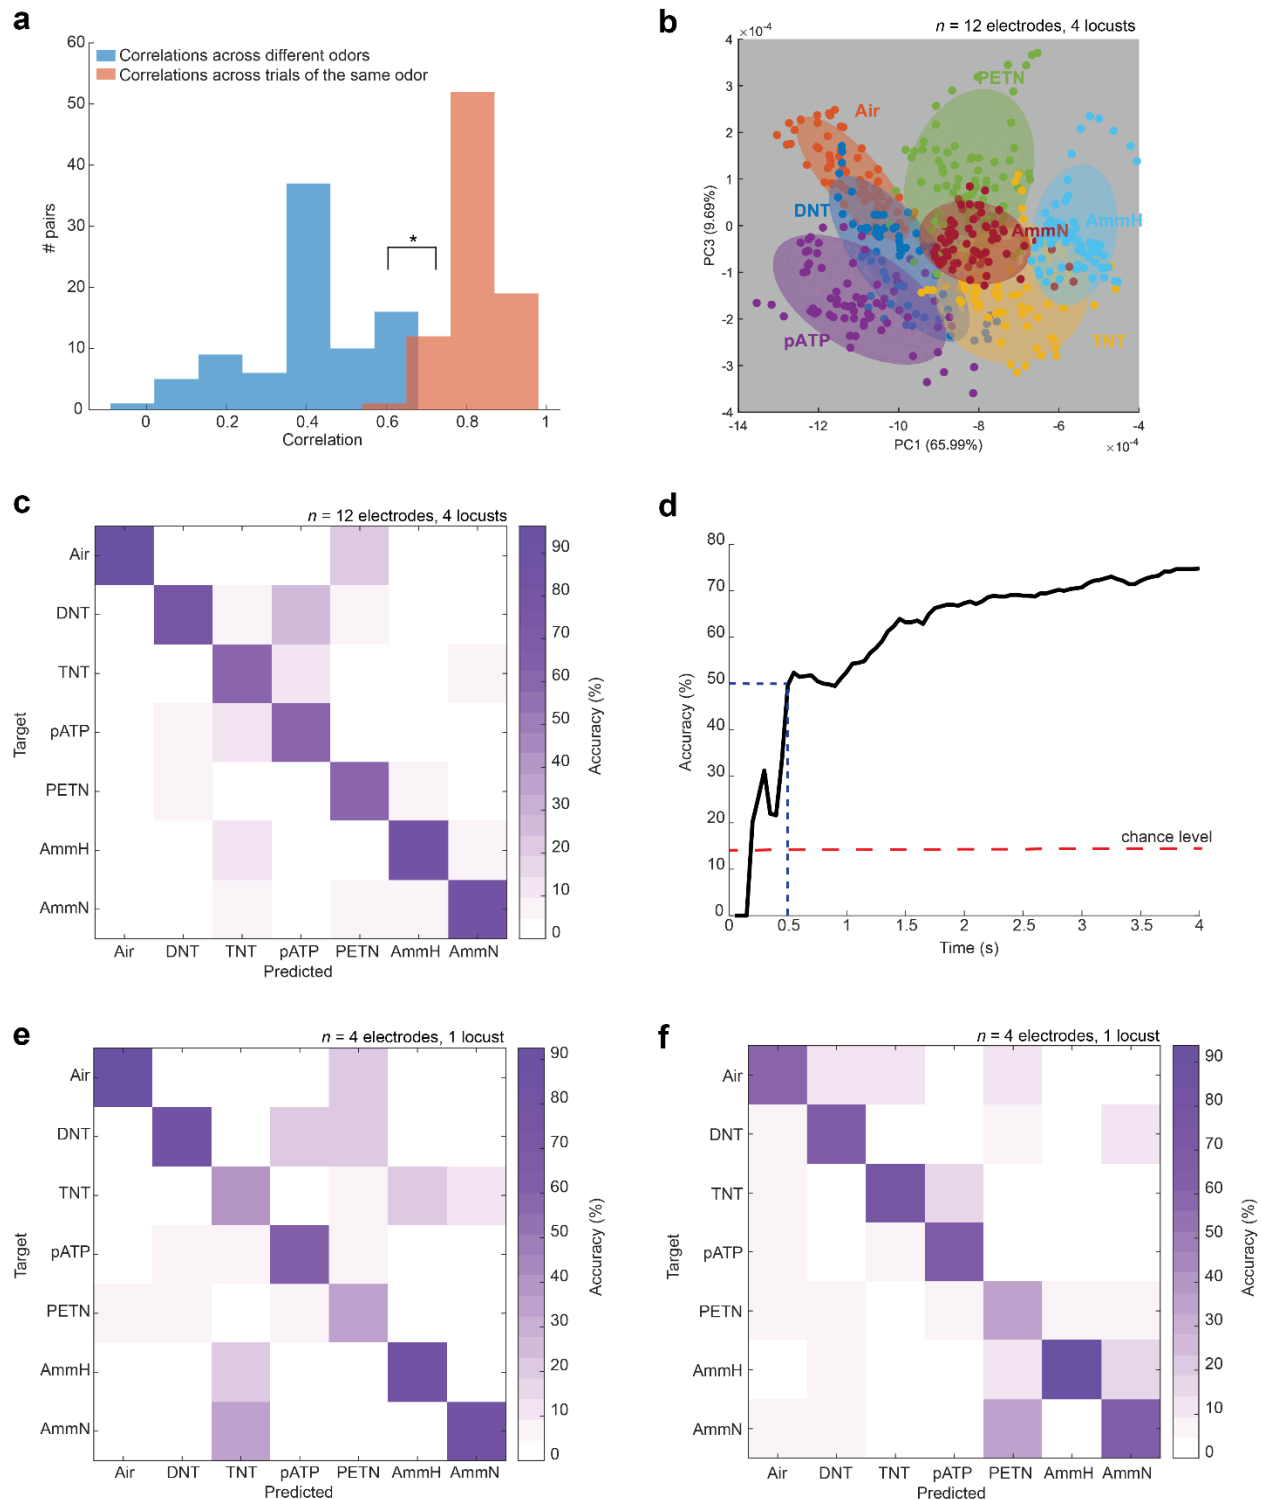 a
60
50
40
30
20
10
0
# pairs
Correlations across different odors
Correlations across trials of the same odor
*
0
0.2
0.4
0.6
0.8
1
Correlation
b
n = 12 electrodes, 4 locusts
×10⁻⁴
4
3
2
1
0
-1
-2
-3
-4
PC3 (9.69%)
PETN
Air
DNT
AmmN
AmmH
pATP
TNT
-14
-12
-10
-8
-6
-4
PC1 (65.99%)
×10⁻⁴
c
n = 12 electrodes, 4 locusts
Air
DNT
TNT
pATP
PETN
AmmH
AmmN
Target
Air
DNT
TNT
pATP
PETN
AmmH
AmmN
Predicted
90
80
70
60
50
40
30
20
10
0
Accuracy (%)
d
80
70
60
50
40
30
20
10
0
Accuracy (%)
chance level
0
0.5
1
1.5
2
2.5
3
3.5
4
Time (s)
e
n = 4 electrodes, 1 locust
Air
DNT
TNT
pATP
PETN
AmmH
AmmN
Target
Air
DNT
TNT
pATP
PETN
AmmH
AmmN
Predicted
90
80
70
60
50
40
30
20
10
0
Accuracy (%)
f
n = 4 electrodes, 1 locust
Air
DNT
TNT
pATP
PETN
AmmH
AmmN
Target
Air
DNT
TNT
pATP
PETN
AmmH
AmmN
Predicted
90
80
70
60
50
40
30
20
10
0
Accuracy (%)